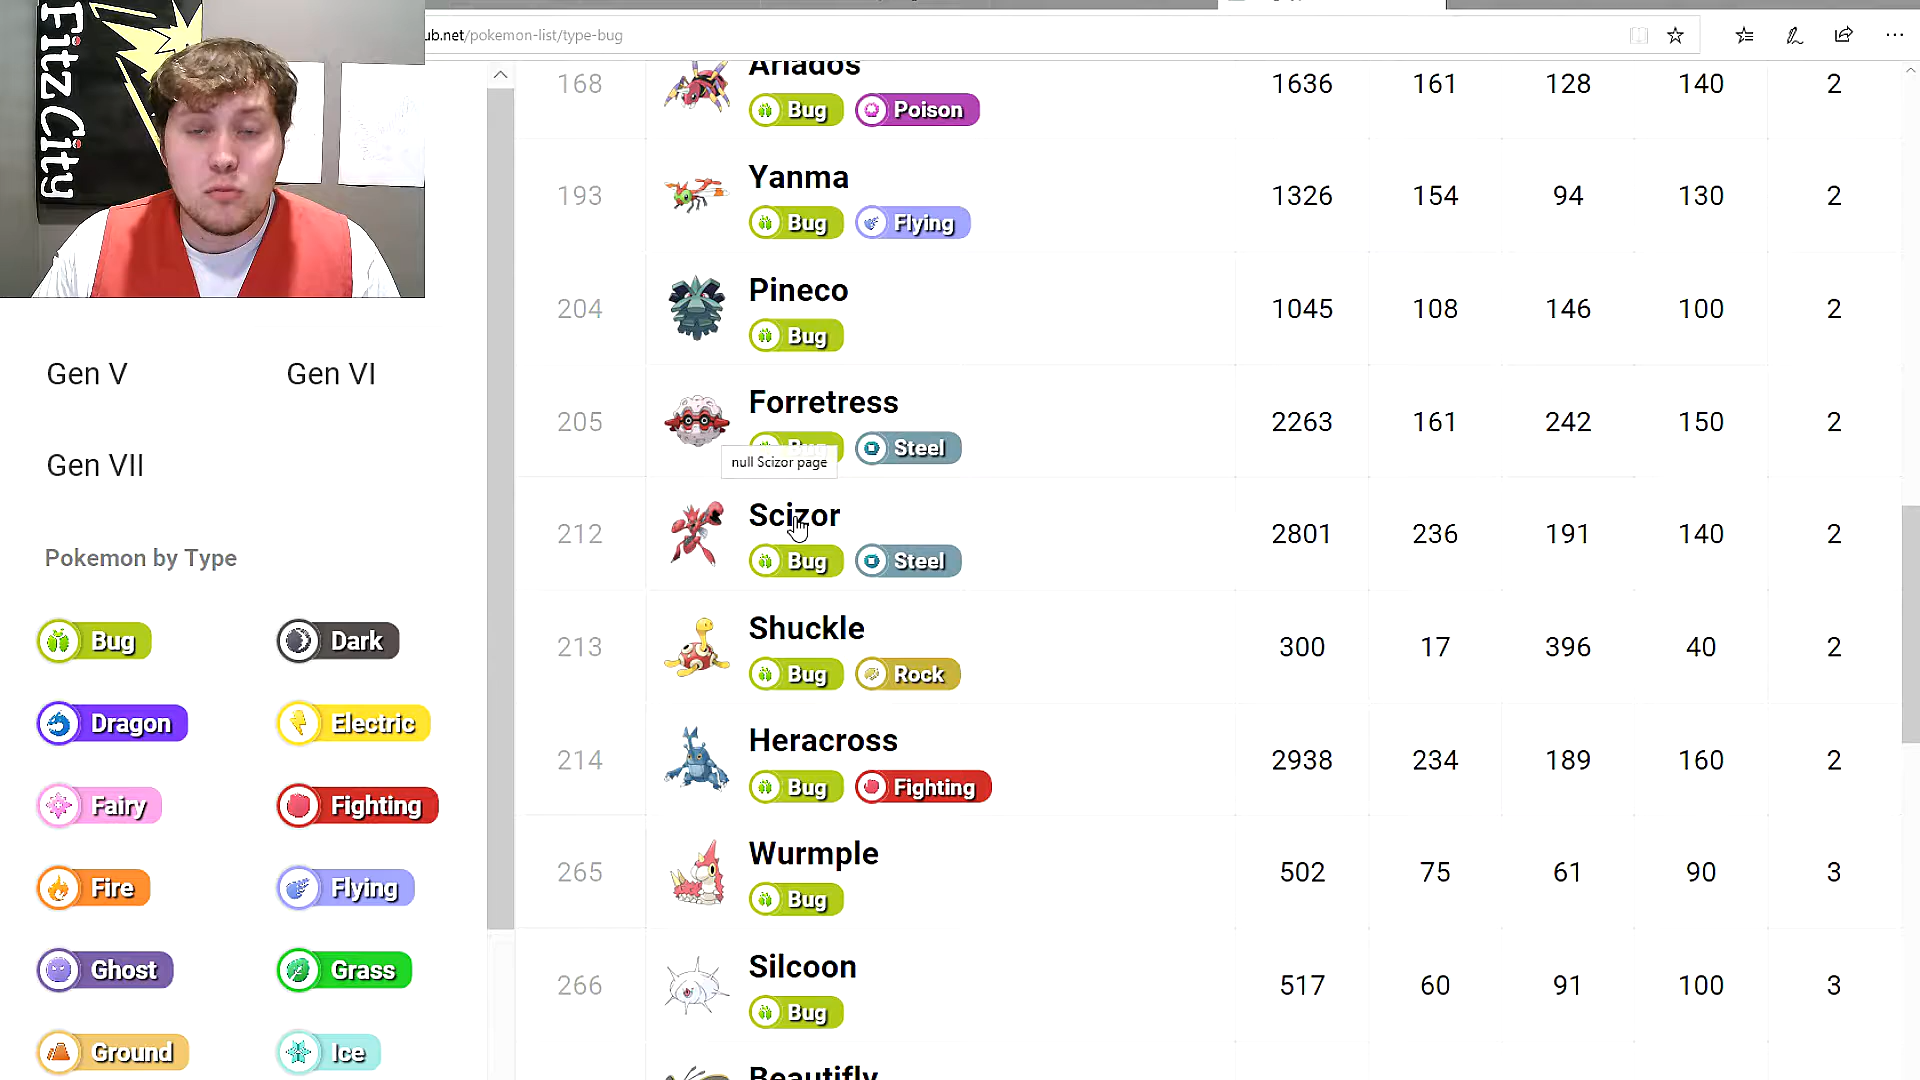 FitzCity
ub.net/pokemon-list/type-bug
168 Ariados 1636 161 128 140 2
Bug Poison
193 Yanma 1326 154 94 130 2
Bug Flying
204 Pineco 1045 108 146 100 2
Bug
205 Forretress 2263 161 242 150 2
Bug Steel
null Scizor page
212 Scizor 2801 236 191 140 2
Bug Steel
213 Shuckle 300 17 396 40 2
Bug Rock
214 Heracross 2938 234 189 160 2
Bug Fighting
265 Wurmple 502 75 61 90 3
Bug
266 Silcoon 517 60 91 100 3
Bug
Beautifly
Gen V Gen VI
Gen VII
Pokemon by Type
Bug Dark
Dragon Electric
Fairy Fighting
Fire Flying
Ghost Grass
Ground Ice